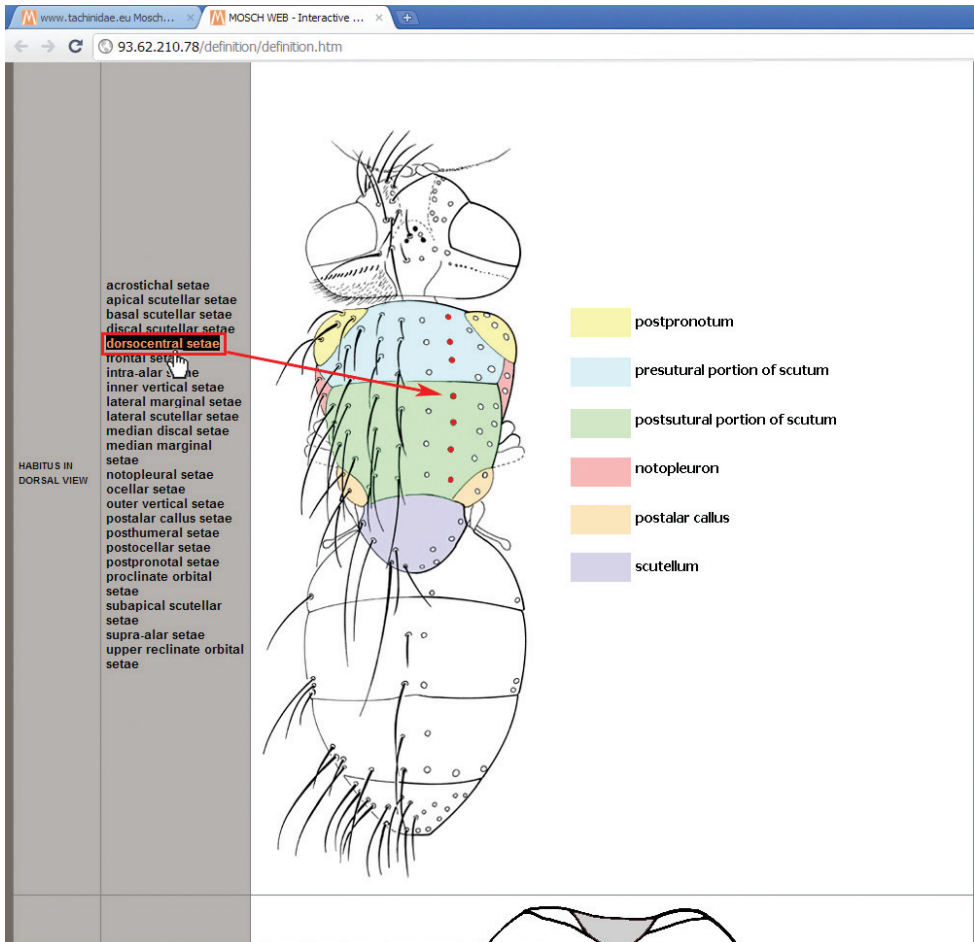 www.tachinidae.eu Mosch...
MOSCH WEB - Interactive ...
93.62.210.78/definition/definition.htm
HABITUS IN
DORSAL VIEW
acrostichal setae
apical scutellar setae
basal scutellar setae
discal scutellar setae
dorsocentral setae
frontal setae
intra-alar setae
inner vertical setae
lateral marginal setae
lateral scutellar setae
median discal setae
median marginal
setae
notopleural setae
ocellar setae
outer vertical setae
postalar callus setae
posthumeral setae
postocellar setae
postpronotal setae
proclinate orbital
setae
subapical scutellar
setae
supra-alar setae
upper reclinate orbital
setae
postpronotum
presutural portion of scutum
postsutural portion of scutum
notopleuron
postalar callus
scutellum